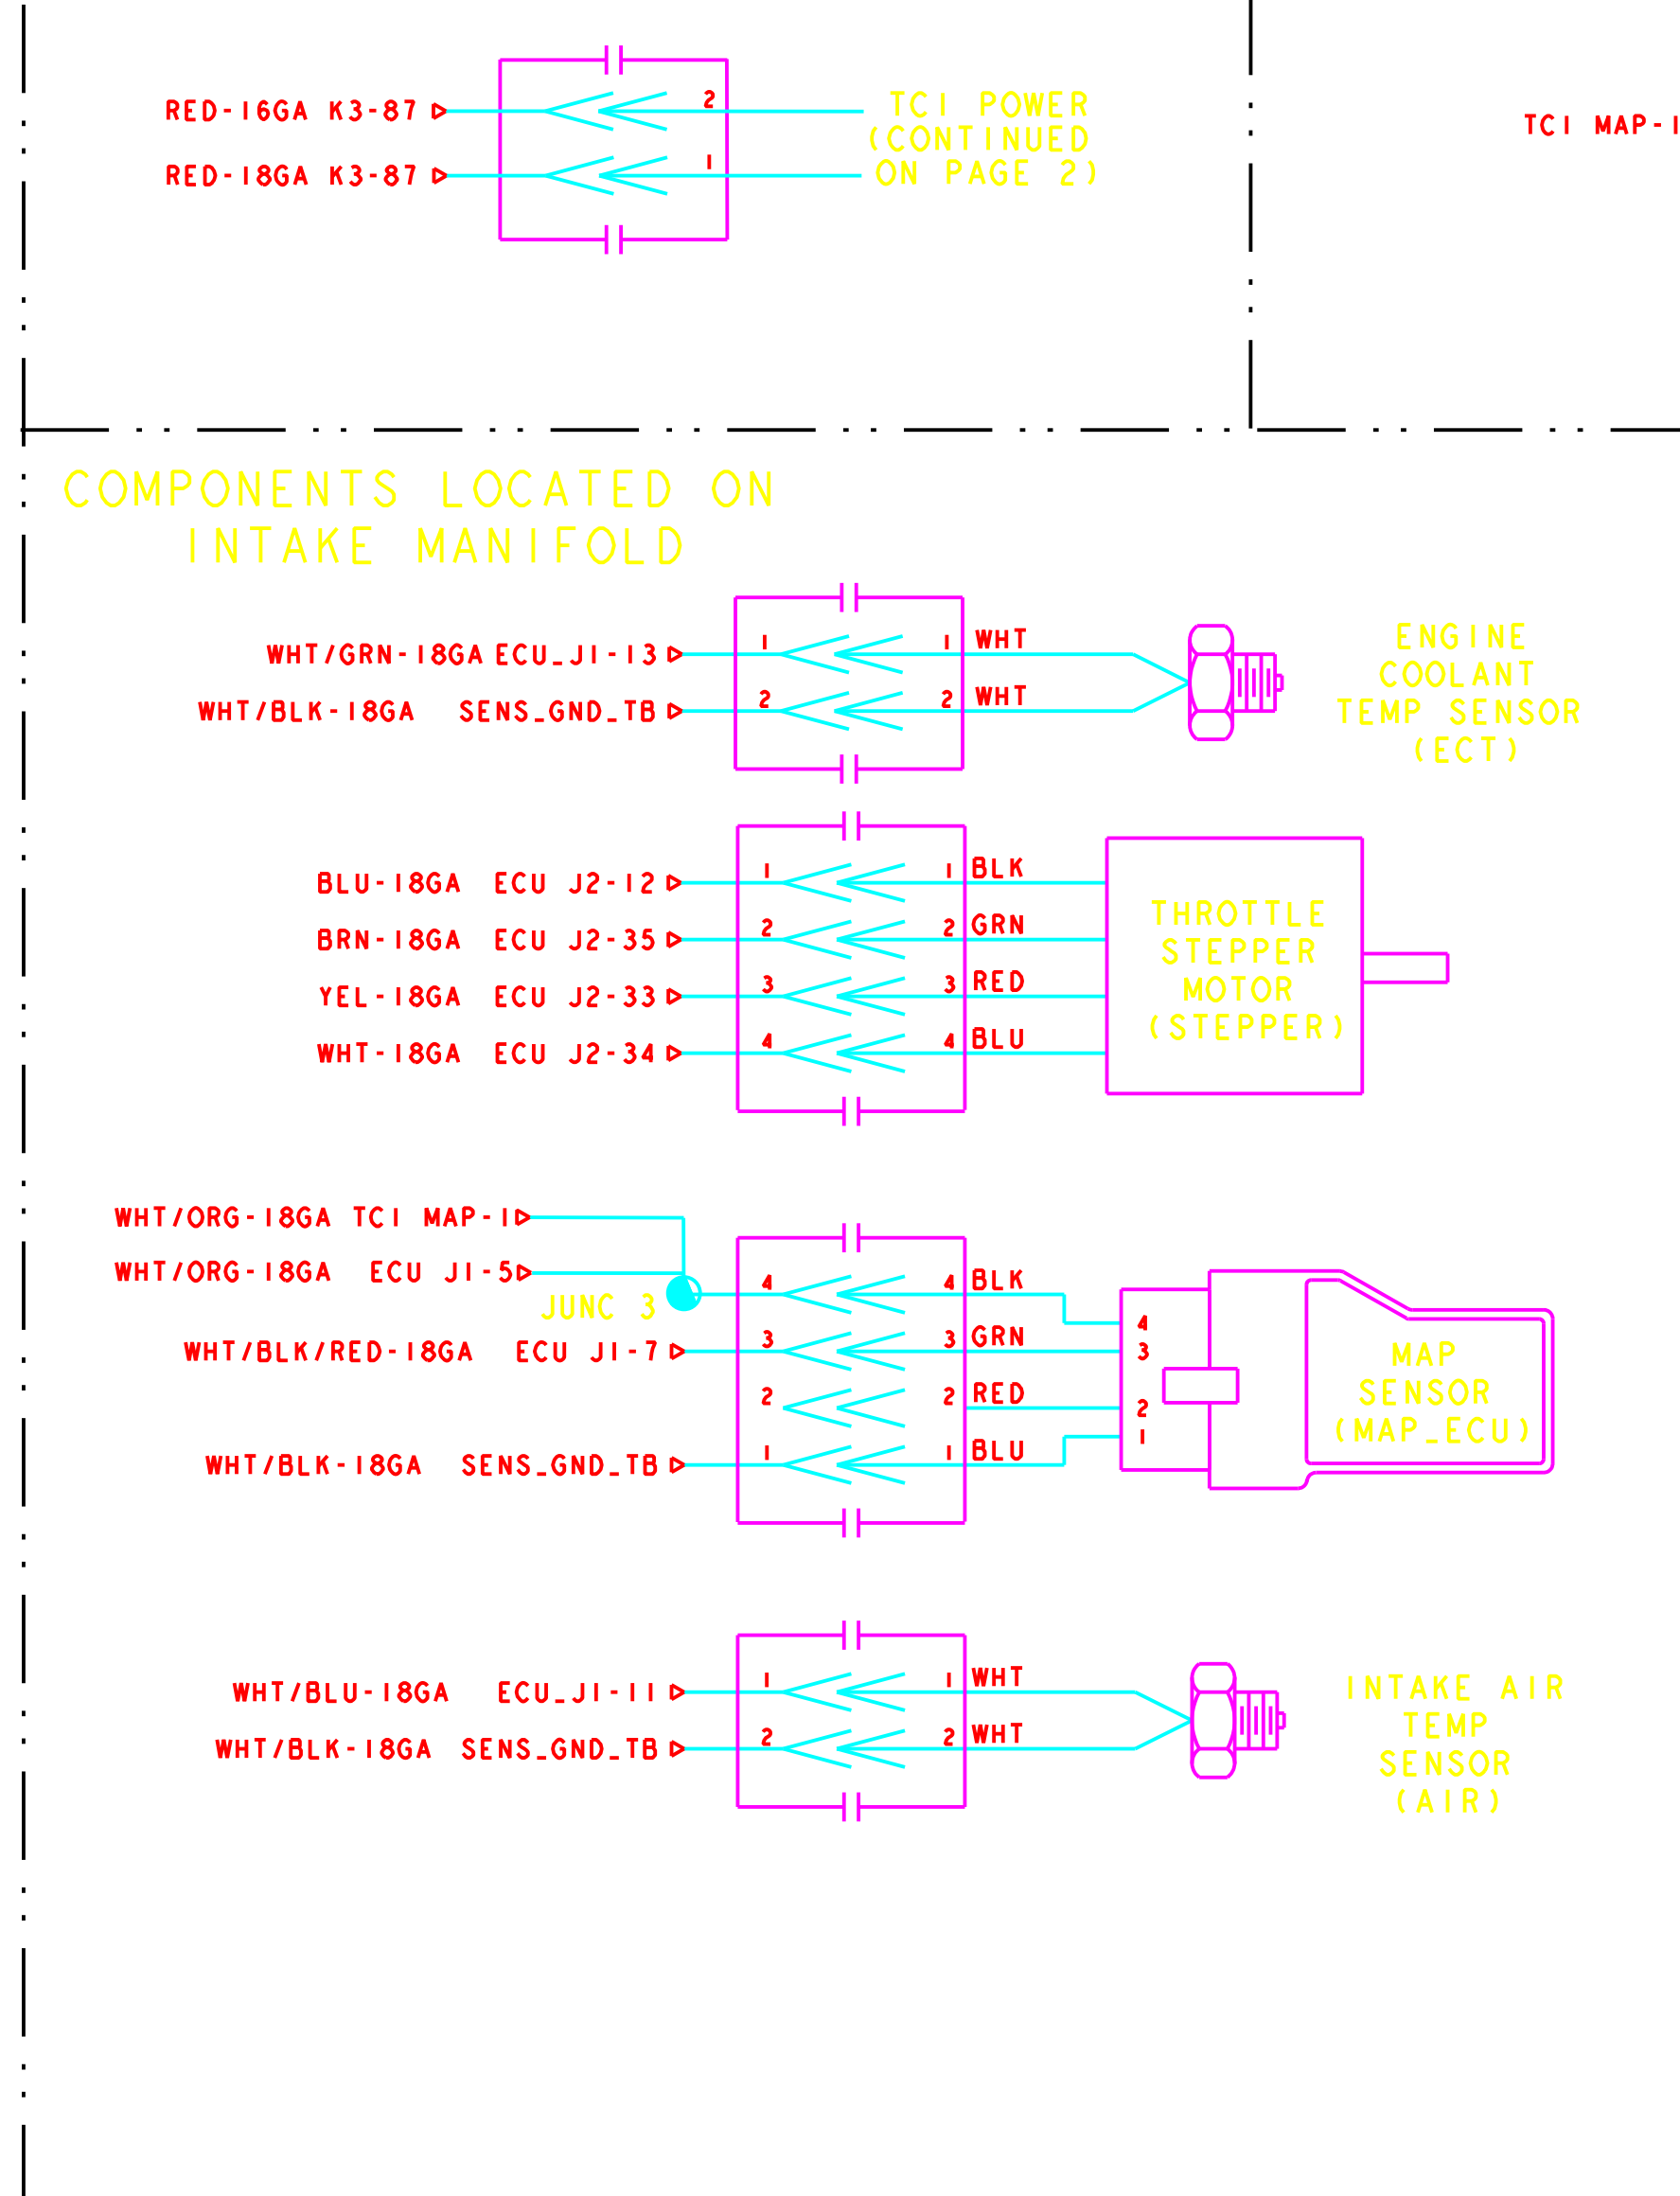 RED-16GA K3-87
2
TCI POWER
(CONTINUED
ON PAGE 2)
RED-18GA K3-87
1
TCI MAP-1
COMPONENTS LOCATED ON
INTAKE MANIFOLD
WHT/GRN-18GA ECU_J1-13 1 1 WHT
WHT/BLK-18GA SENS_GND_TB 2 2 WHT
ENGINE
COOLANT
TEMP SENSOR
(ECT)
BLU-18GA ECU J2-12 1 1 BLK
BRN-18GA ECU J2-35 2 2 GRN
YEL-18GA ECU J2-33 3 3 RED
WHT-18GA ECU J2-34 4 4 BLU
THROTTLE
STEPPER
MOTOR
(STEPPER)
WHT/ORG-18GA TCI MAP-1
WHT/ORG-18GA ECU J1-5
JUNC 3
4 4 BLK 4
WHT/BLK/RED-18GA ECU J1-7 3 3 GRN 3
2 2 RED 2
WHT/BLK-18GA SENS_GND_TB 1 1 BLU 1
MAP
SENSOR
(MAP_ECU)
WHT/BLU-18GA ECU_J1-11 1 1 WHT
WHT/BLK-18GA SENS_GND_TB 2 2 WHT
INTAKE AIR
TEMP
SENSOR
(AIR)